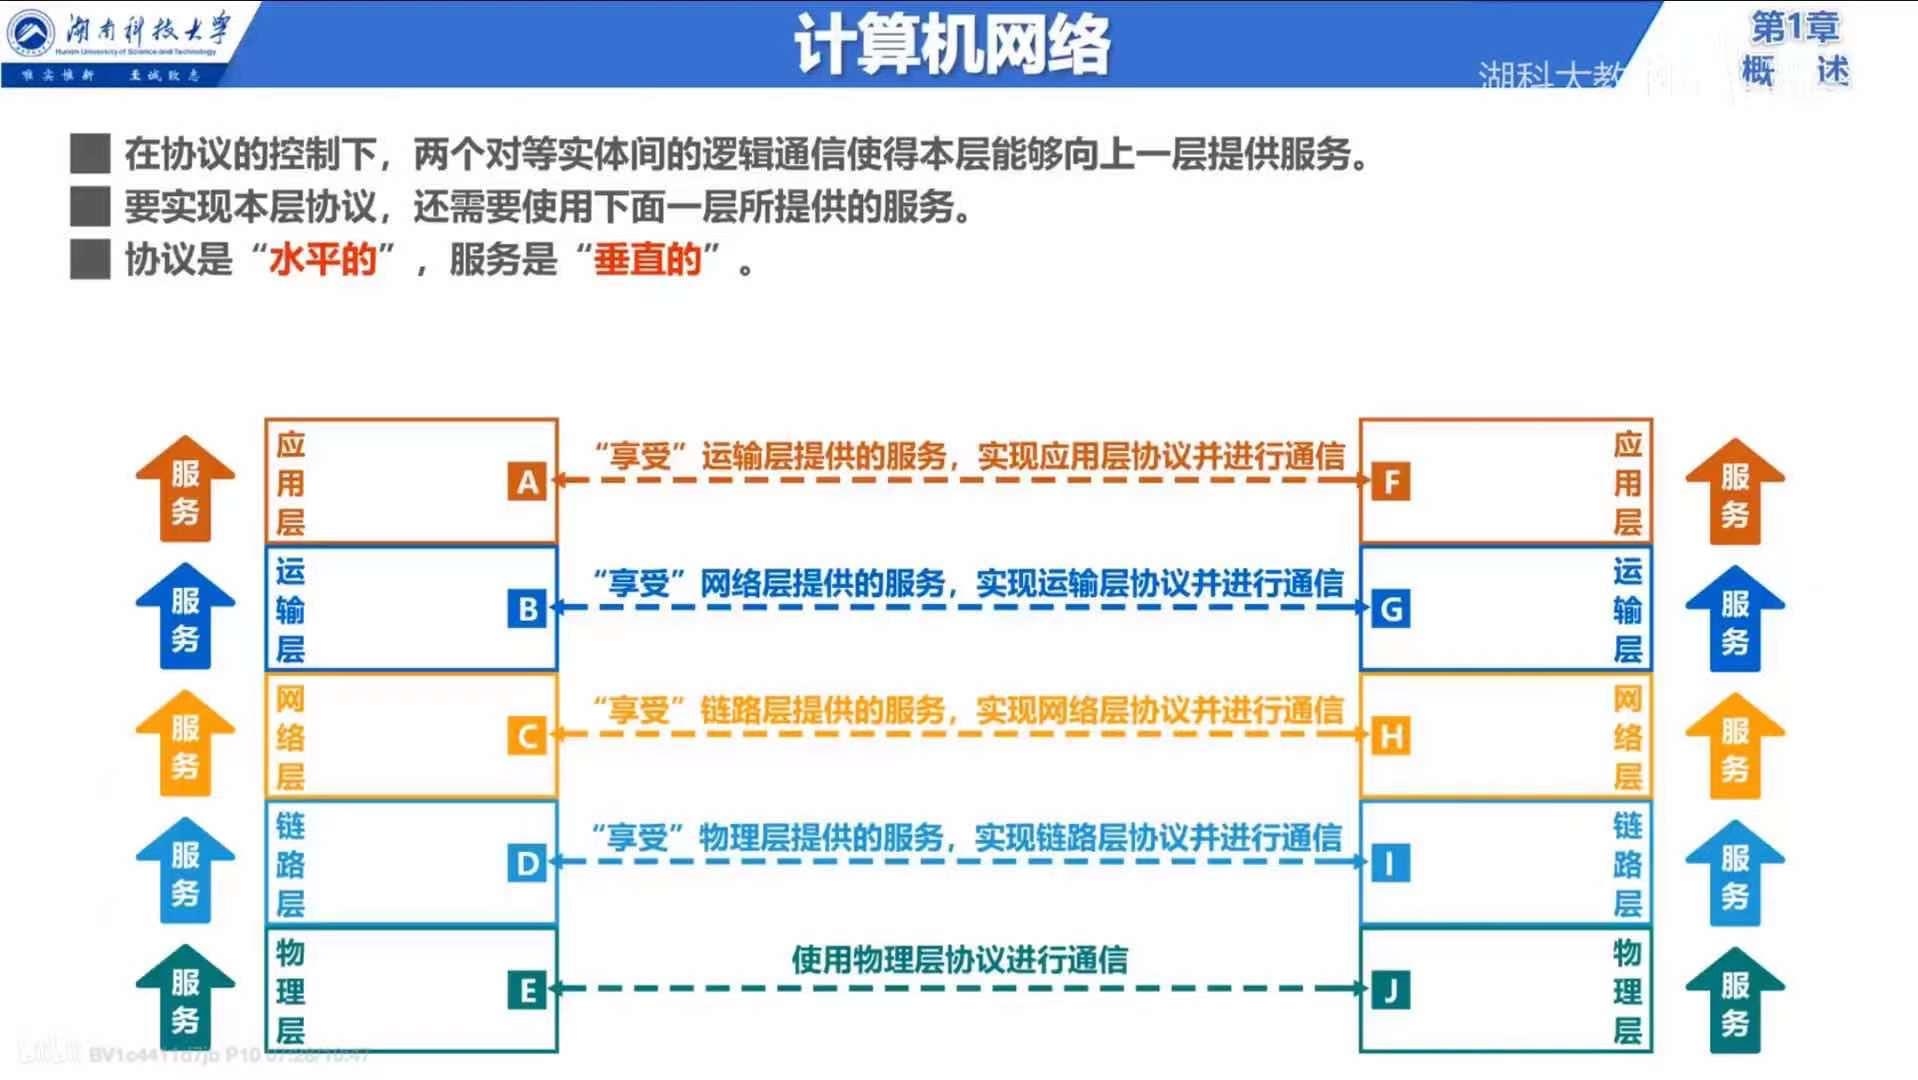 湖南科技大学
Hunan University of Science and Technology
唯实惟新 至诚致志
计算机网络
第1章
概 述
湖科大教
在协议的控制下，两个对等实体间的逻辑通信使得本层能够向上一层提供服务。
要实现本层协议，还需要使用下面一层所提供的服务。
协议是“水平的”，服务是“垂直的”。
服务
应用层
A
“享受”运输层提供的服务，实现应用层协议并进行通信
F
应用层
服务
服务
运输层
B
“享受”网络层提供的服务，实现运输层协议并进行通信
G
运输层
服务
服务
网络层
C
“享受”链路层提供的服务，实现网络层协议并进行通信
H
网络层
服务
服务
链路层
D
“享受”物理层提供的服务，实现链路层协议并进行通信
I
链路层
服务
服务
物理层
E
使用物理层协议进行通信
J
物理层
服务
BV1c4411d7jb P10 07:28/10:47